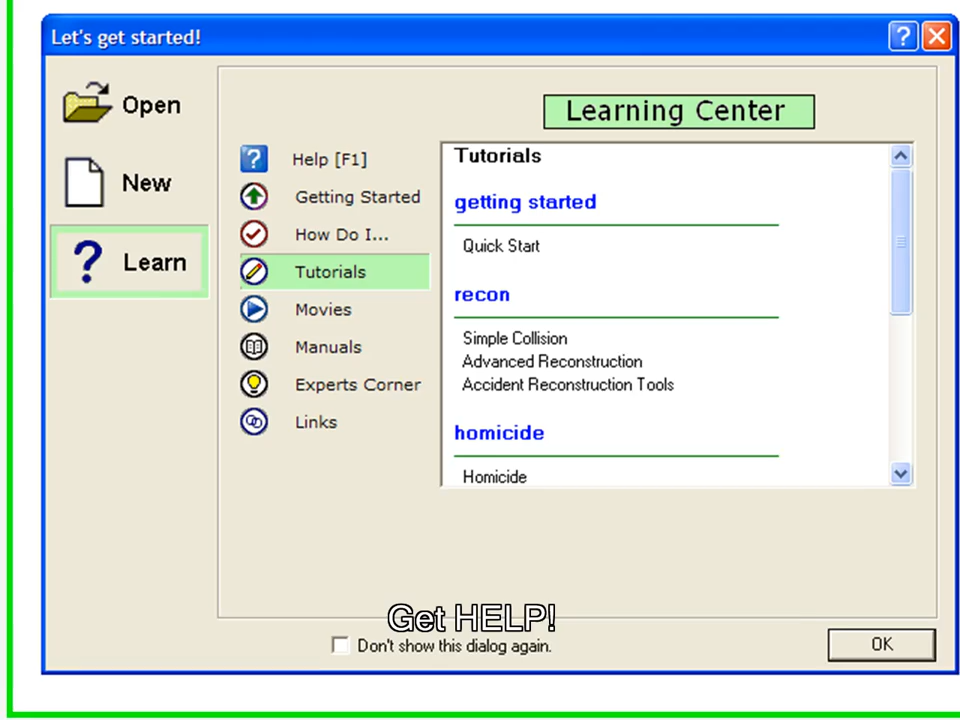 Let's get started!
Open
New
Learn
Learning Center
Help [F1]
Getting Started
How Do I...
Tutorials
Movies
Manuals
Experts Corner
Links
Tutorials
getting started
Quick Start
recon
Simple Collision
Advanced Reconstruction
Accident Reconstruction Tools
homicide
Homicide
Get HELP!
Don't show this dialog again.
OK